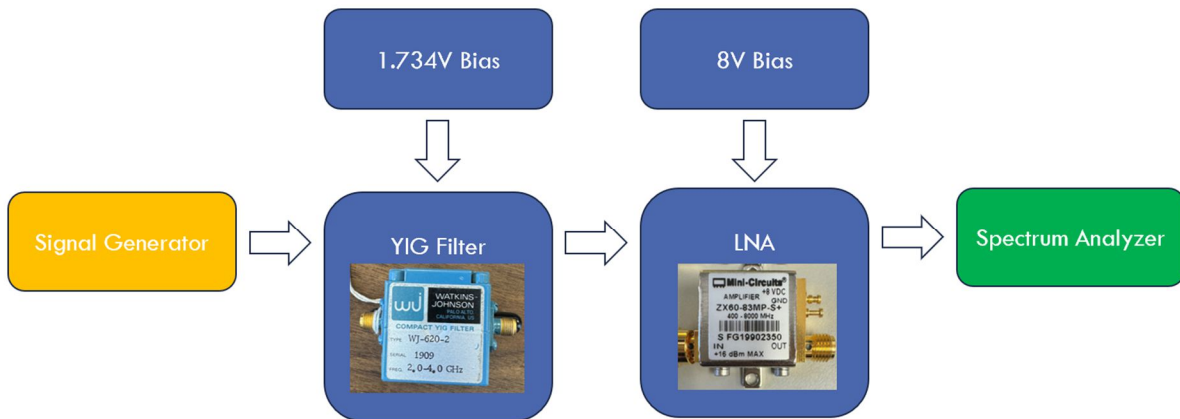 1.734V Bias
8V Bias
Signal Generator
YIG Filter
LNA
Spectrum Analyzer
WJ
WATKINS-
JOHNSON
PALO ALTO,
CALIFORNIA, US
COMPACT YIG FILTER
TYPE WJ-620-2
SERIAL 1909
FREQ. 2.0-4.0 GHz
Mini-Circuits®
+8 VDC
AMPLIFIER GND
ZX60-83MP-S+
400 - 8000 MHz
S FG19902350
IN OUT
+16 dBm MAX